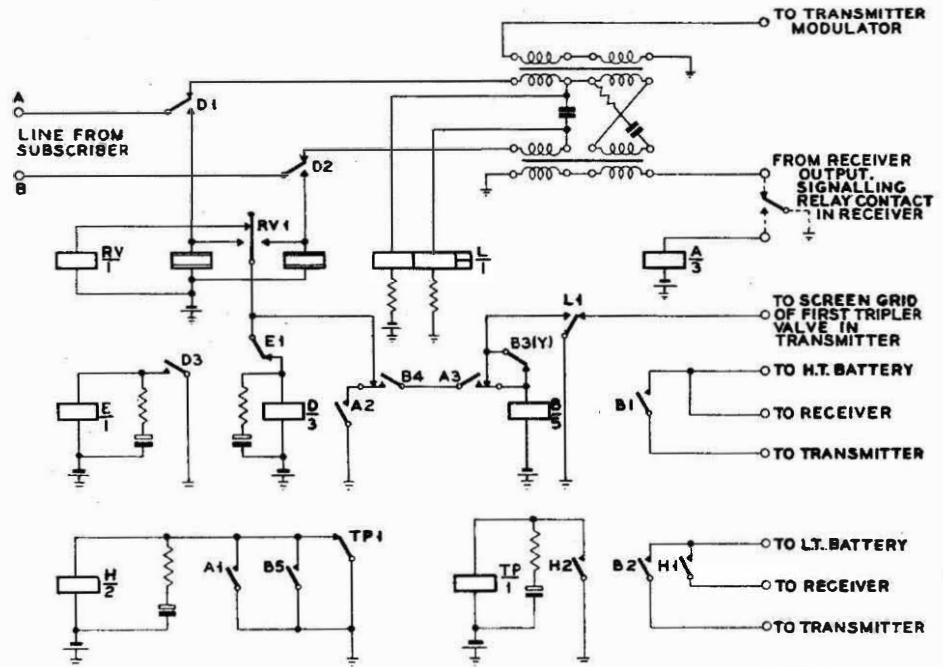 TO TRANSMITTER
MODULATOR
A
D1
LINE FROM
SUBSCRIBER
B
D2
FROM RECEIVER
OUTPUT.
SIGNALLING
RELAY CONTACT
IN RECEIVER
RV1
RV
1
L
1
A
3
L1
TO SCREEN GRID
OF FIRST TRIPLER
VALVE IN
TRANSMITTER
E1
D3
B4
A3
B3(Y)
TO H.T. BATTERY
E
1
D
3
A2
B
5
B1
TO RECEIVER
TO TRANSMITTER
TP1
TO L.T. BATTERY
H
2
A1
B5
TP
1
H2
B2
H1
TO RECEIVER
TO TRANSMITTER